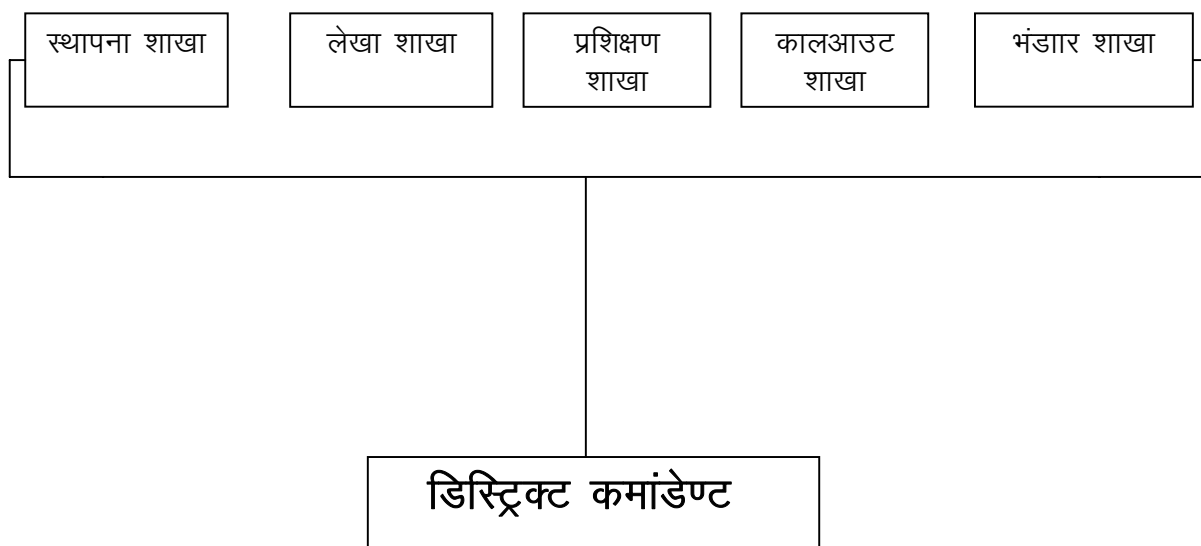 स्थापना शाखा
लेखा शाखा
प्रशिक्षण
शाखा
कालआउट
शाखा
भंडाार शाखा
डिस्ट्रिक्ट कमांडेण्ट